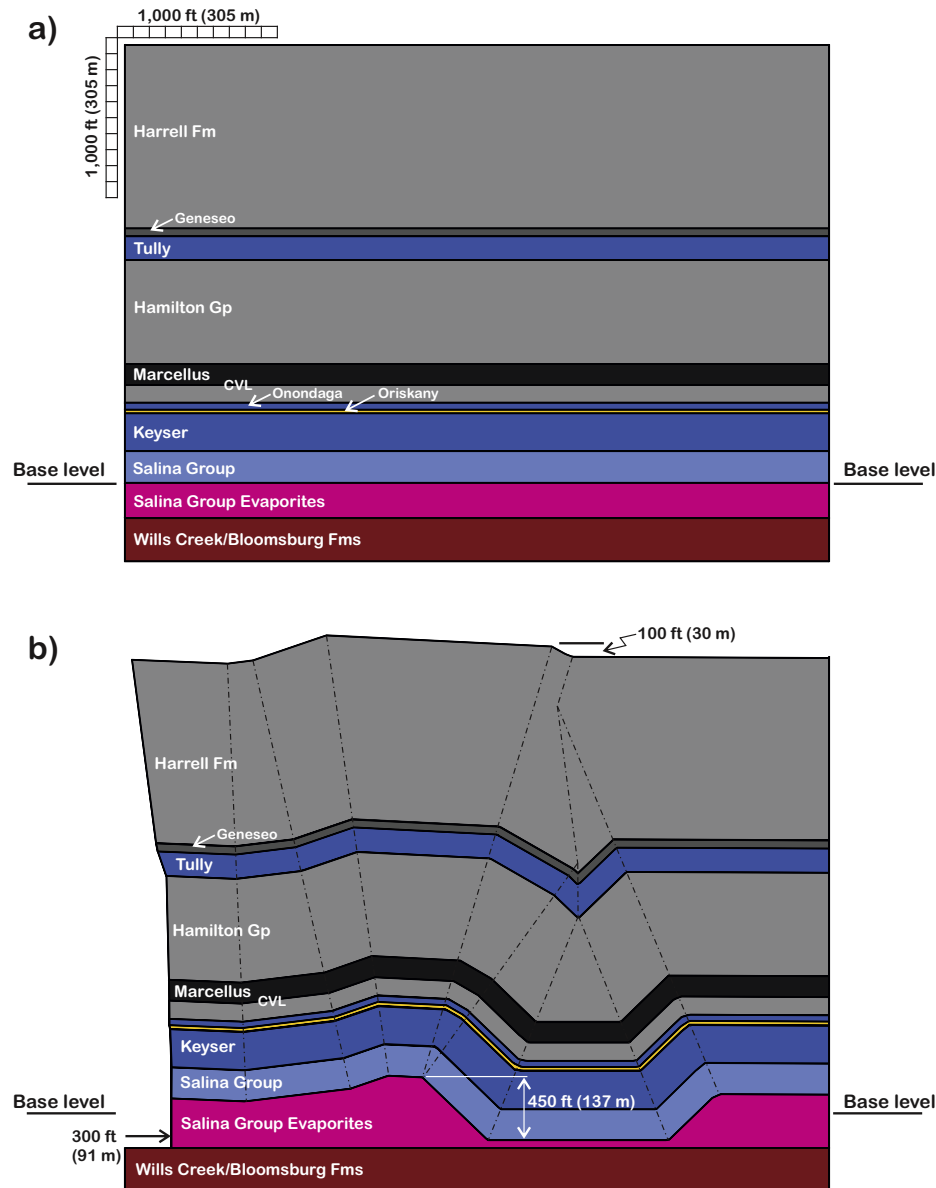 a)
1,000 ft (305 m)
1,000 ft (305 m)
Harrell Fm
Geneseo
Tully
Hamilton Gp
Marcellus
CVL
Onondaga
Oriskany
Keyser
Base level
Salina Group
Base level
Salina Group Evaporites
Wills Creek/Bloomsburg Fms
b)
100 ft (30 m)
Harrell Fm
Geneseo
Tully
Hamilton Gp
Marcellus
CVL
Keyser
Salina Group
Base level
450 ft (137 m)
Base level
Salina Group Evaporites
300 ft
(91 m)
Wills Creek/Bloomsburg Fms